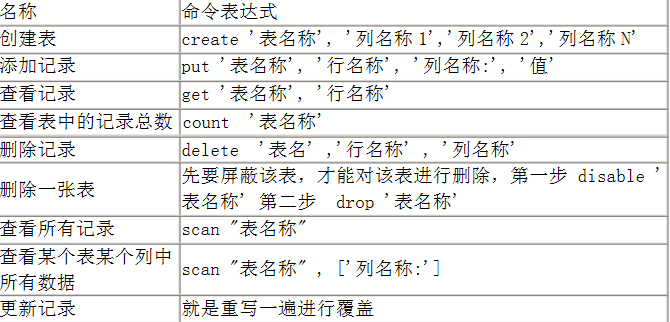 名称 命令表达式
创建表 create '表名称', '列名称1','列名称2','列名称N'
添加记录 put '表名称', '行名称', '列名称:', '值'
查看记录 get '表名称', '行名称'
查看表中的记录总数 count '表名称'
删除记录 delete '表名' ,'行名称' , '列名称'
删除一张表 先要屏蔽该表，才能对该表进行删除，第一步 disable '
表名称' 第二步 drop '表名称'
查看所有记录 scan "表名称"
查看某个表某个列中
所有数据 scan "表名称" , ['列名称:']
更新记录 就是重写一遍进行覆盖